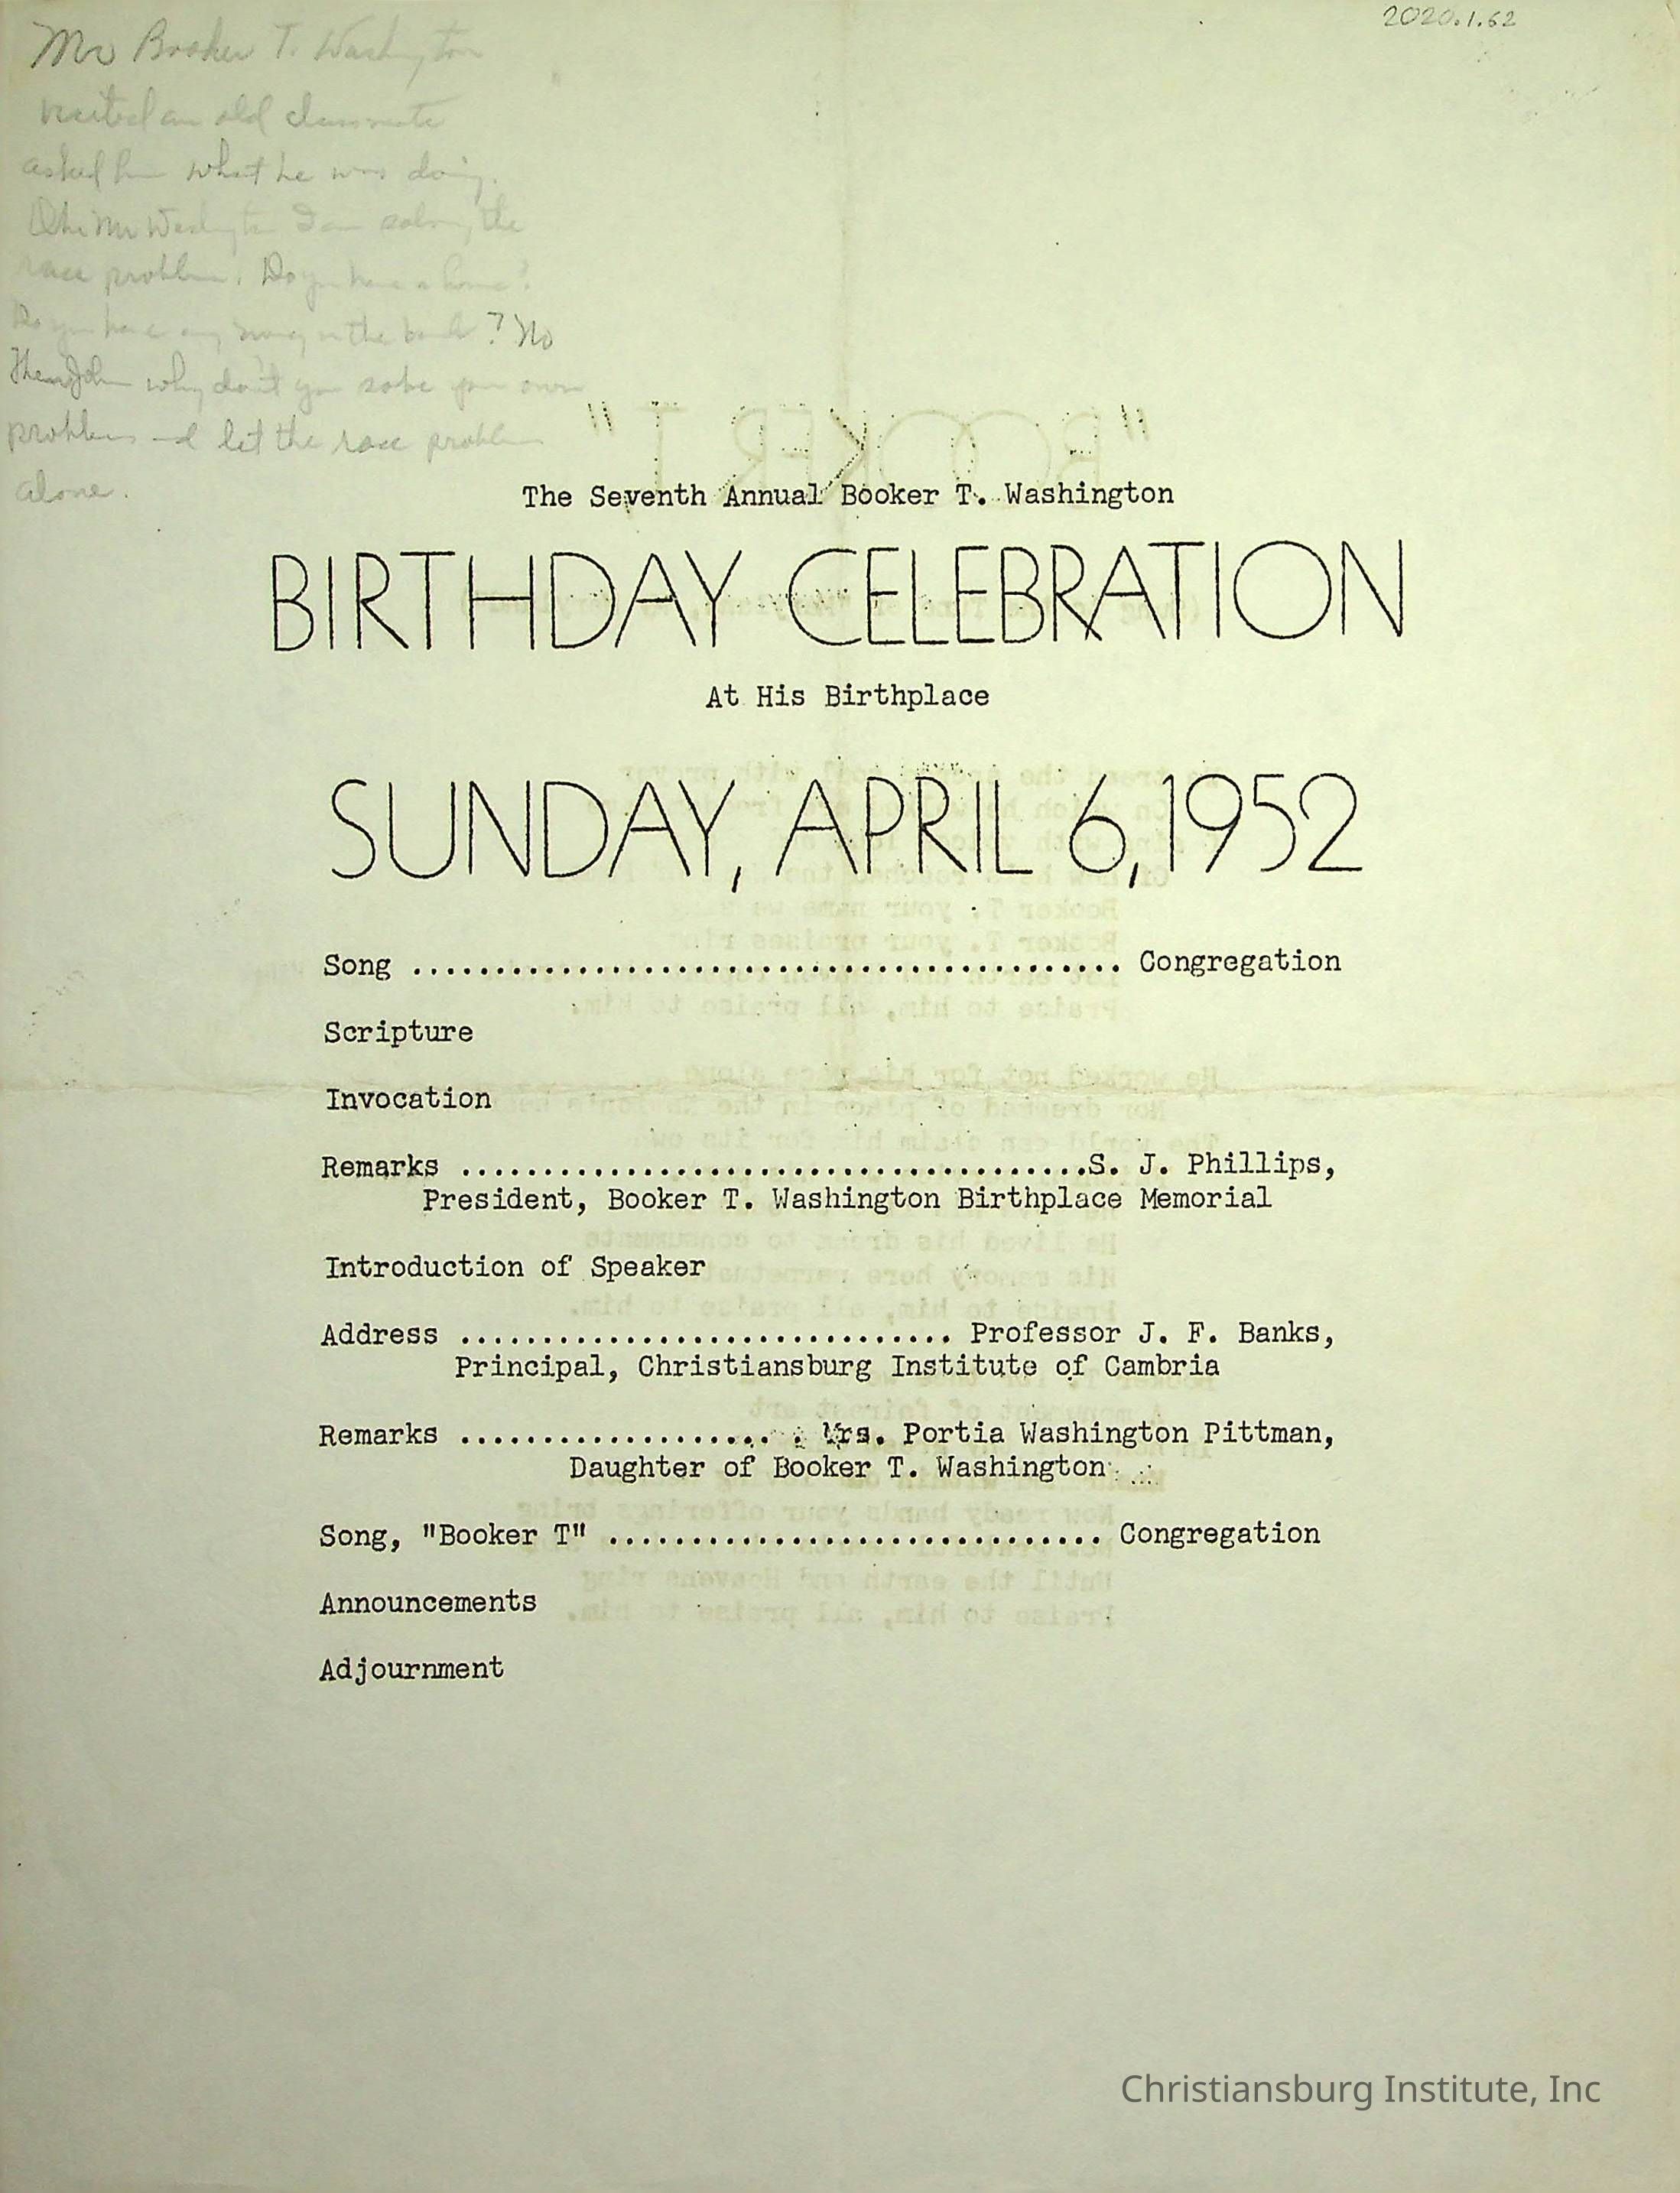 2020.1.62
Mr Booker T. Washington
visited an old classmate
asked him what he was doing.
Oh Mr Washington I am solving the
race problem. Do you have a home?
Do you have any money in the bank? No
Then John why don't you solve your own
problem and let the race problem
alone.
The Seventh Annual Booker T. Washington
BIRTHDAY CELEBRATION
At His Birthplace
SUNDAY, APRIL 6, 1952
Song ........................................... Congregation
Scripture
Invocation
Remarks ......................................S. J. Phillips,
President, Booker T. Washington Birthplace Memorial
Introduction of Speaker
Address .............................. Professor J. F. Banks,
Principal, Christiansburg Institute of Cambria
Remarks ..................... Mrs. Portia Washington Pittman,
Daughter of Booker T. Washington
Song, "Booker T" .............................. Congregation
Announcements
Adjournment
Christiansburg Institute, Inc